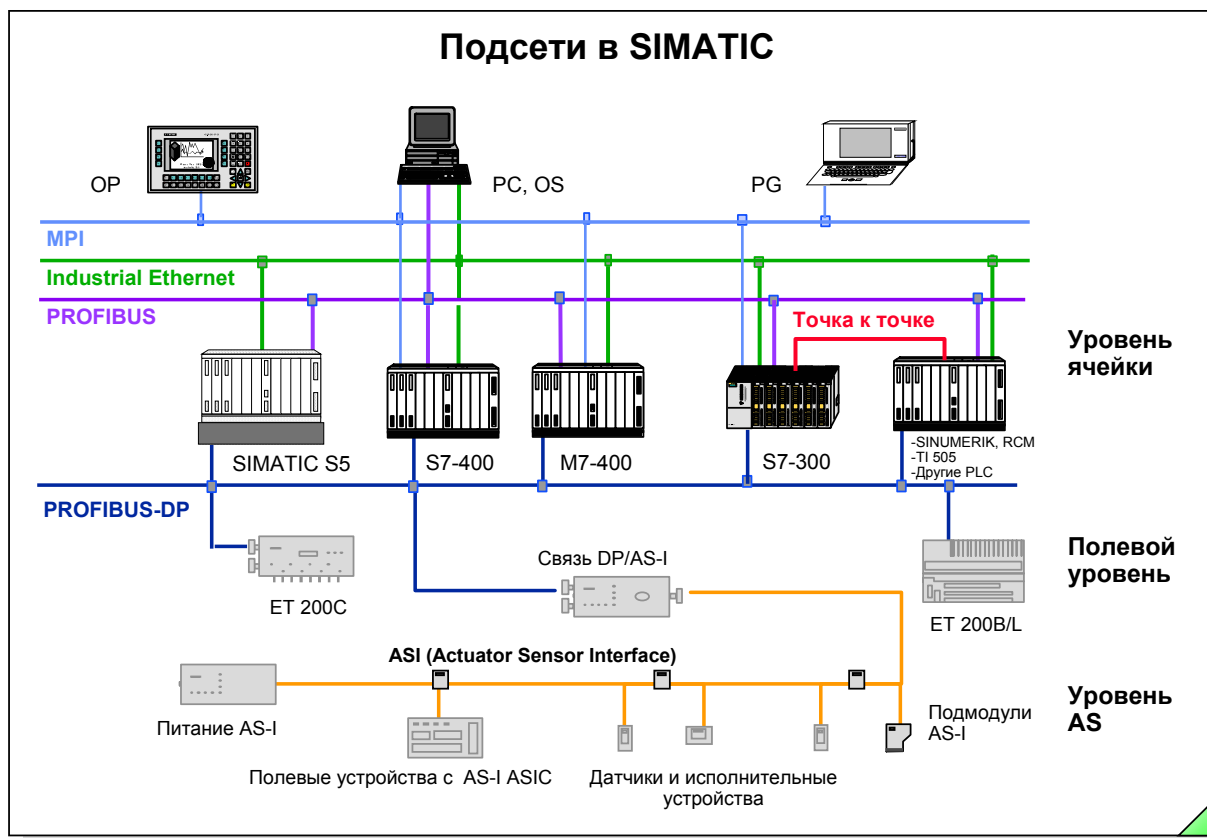 Подсети в SIMATIC
OP
PC, OS
PG
MPI
Industrial Ethernet
PROFIBUS
Точка к точке
Уровень
ячейки
SIMATIC S5
S7-400
M7-400
S7-300
-SINUMERIK, RCM
-TI 505
-Другие PLC
PROFIBUS-DP
Полевой
уровень
ET 200C
Связь DP/AS-I
ET 200B/L
ASI (Actuator Sensor Interface)
Питание AS-I
Полевые устройства с AS-I ASIC
Датчики и исполнительные
устройства
Подмодули
AS-I
Уровень
AS